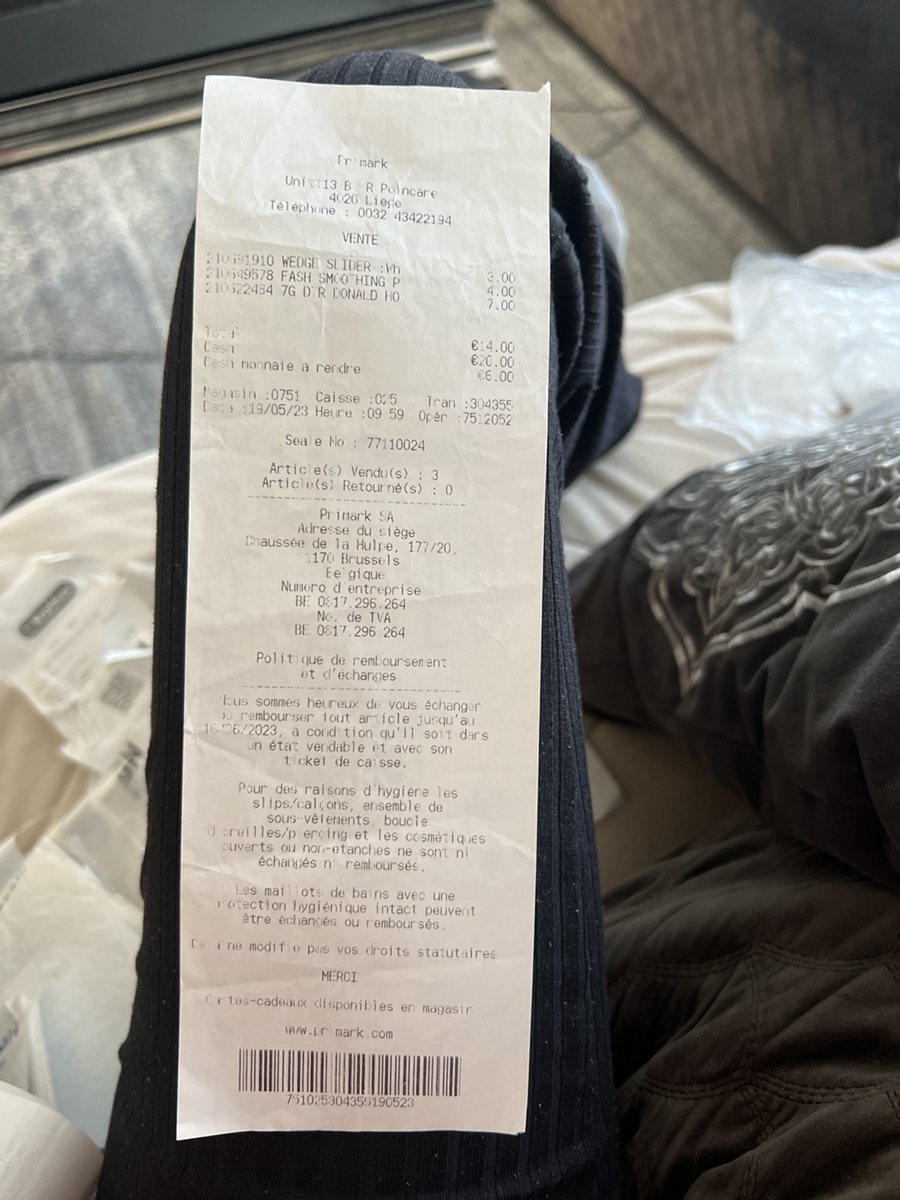 Primark
Unit 13 B R Poincare
4020 Liege
Téléphone : 0032 43422194
VENTE
210391910 WEDGE SLIDER :Wh 3.00
210649578 FASH SMOOTHING P 4.00
210322484 7G D R DONALD HO 7.00
Total €14.00
Cash €20.00
Cash monnaie à rendre €6.00
Magasin :0751 Caisse :025 Tran :304355
Date :19/05/23 Heure :09 59 Opér :7512052
Seale No : 77110024
Article(s) Vendu(s) : 3
Article(s) Retourné(s) : 0
Primark SA
Adresse du siège
Chaussée de la Hulpe, 177/20,
1170 Brussels
Belgique
Numero d entreprise
BE 0817.296.264
No. de TVA
BE 0817.296.264
Politique de remboursement
et d'échanges
Nous sommes heureux de vous échanger
ou rembourser tout article jusqu'au
16/06/2023, à condition qu'il soit dans
un état vendable et avec son
ticket de caisse.
Pour des raisons d'hygiène les
slips/calçons, ensemble de
sous-vêtements, boucle
d oreilles/piercing et les cosmétiques
ouverts ou non-étanches ne sont ni
échangés ni remboursés.
Les maillots de bains avec une
protection hygiénique intact peuvent
être échangés ou remboursés.
Ceci ne modifie pas vos droits statutaires
MERCI
Cartes-cadeaux disponibles en magasin
www.primark.com
751025304355190523